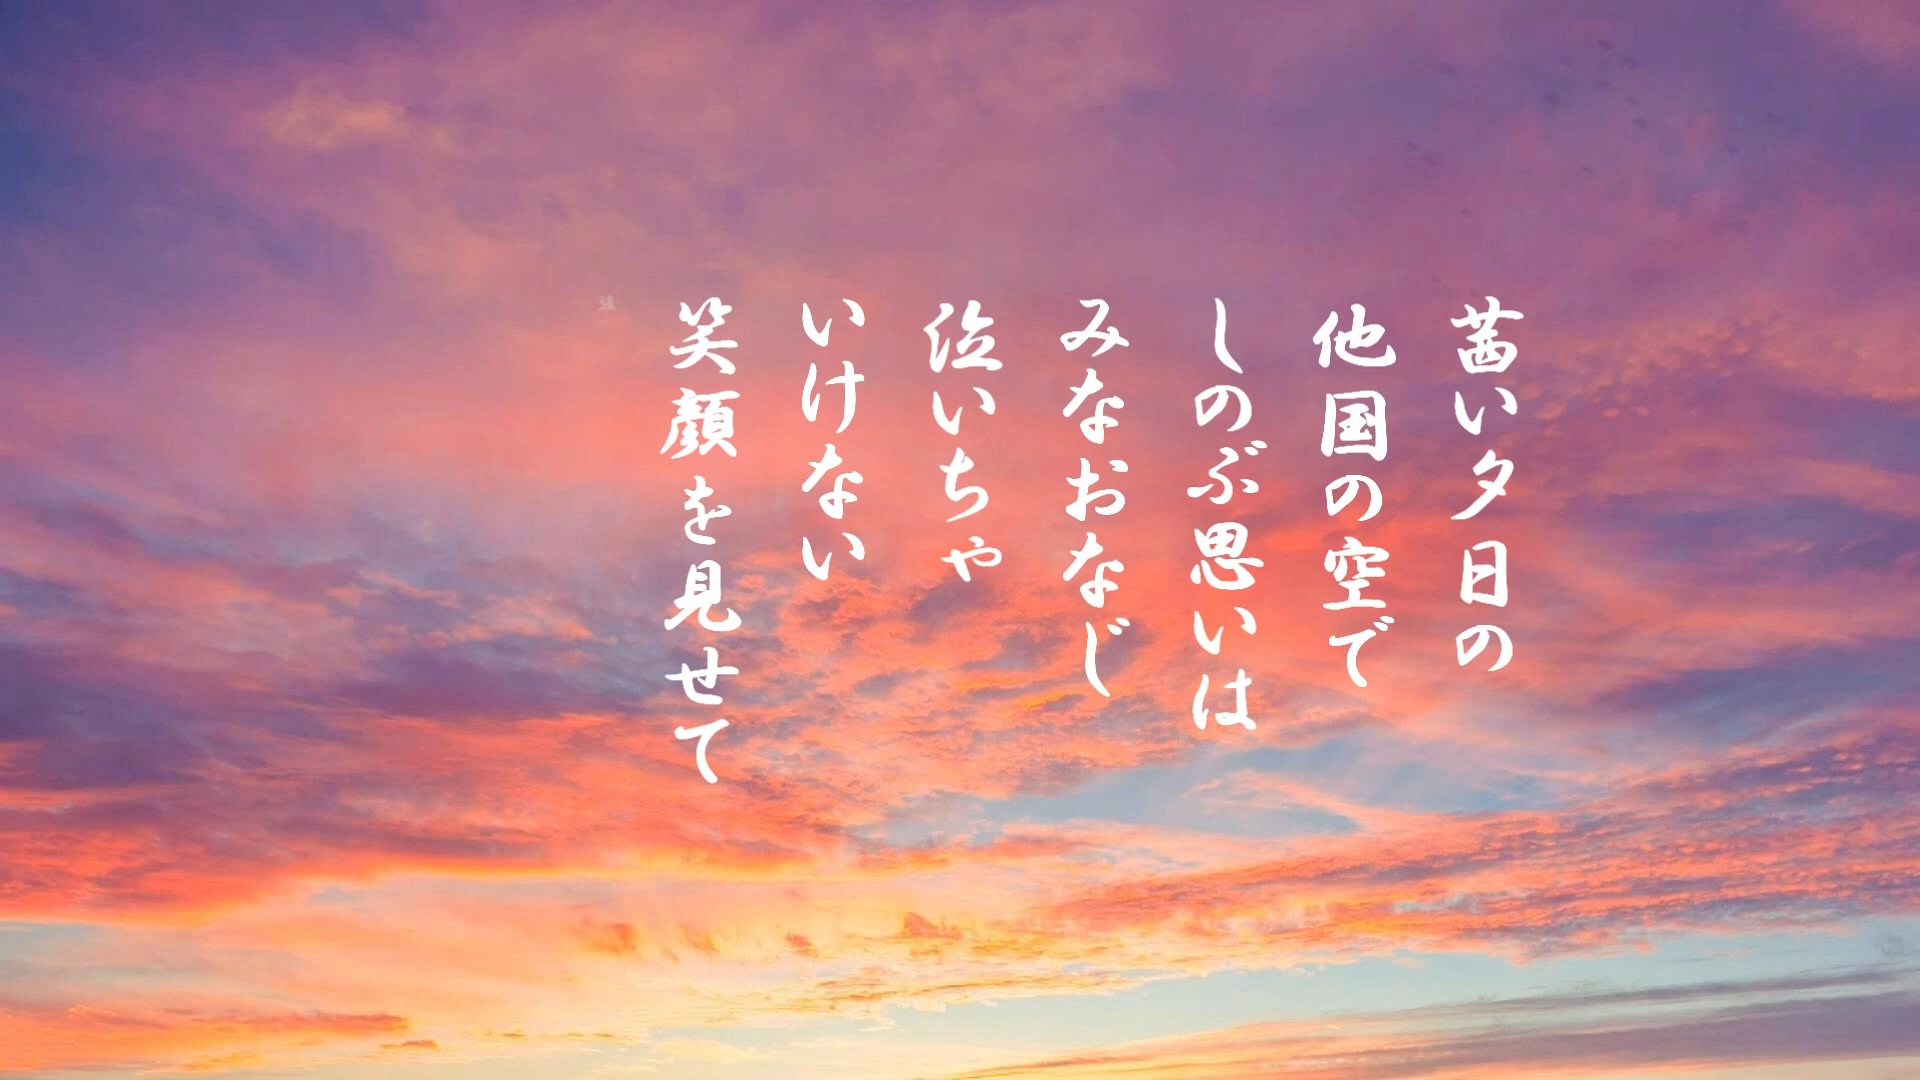 茜い夕日の
他国の空で
しのぶ思いは
みなおなじ
泣いちゃ
いけない
笑顔を見せて